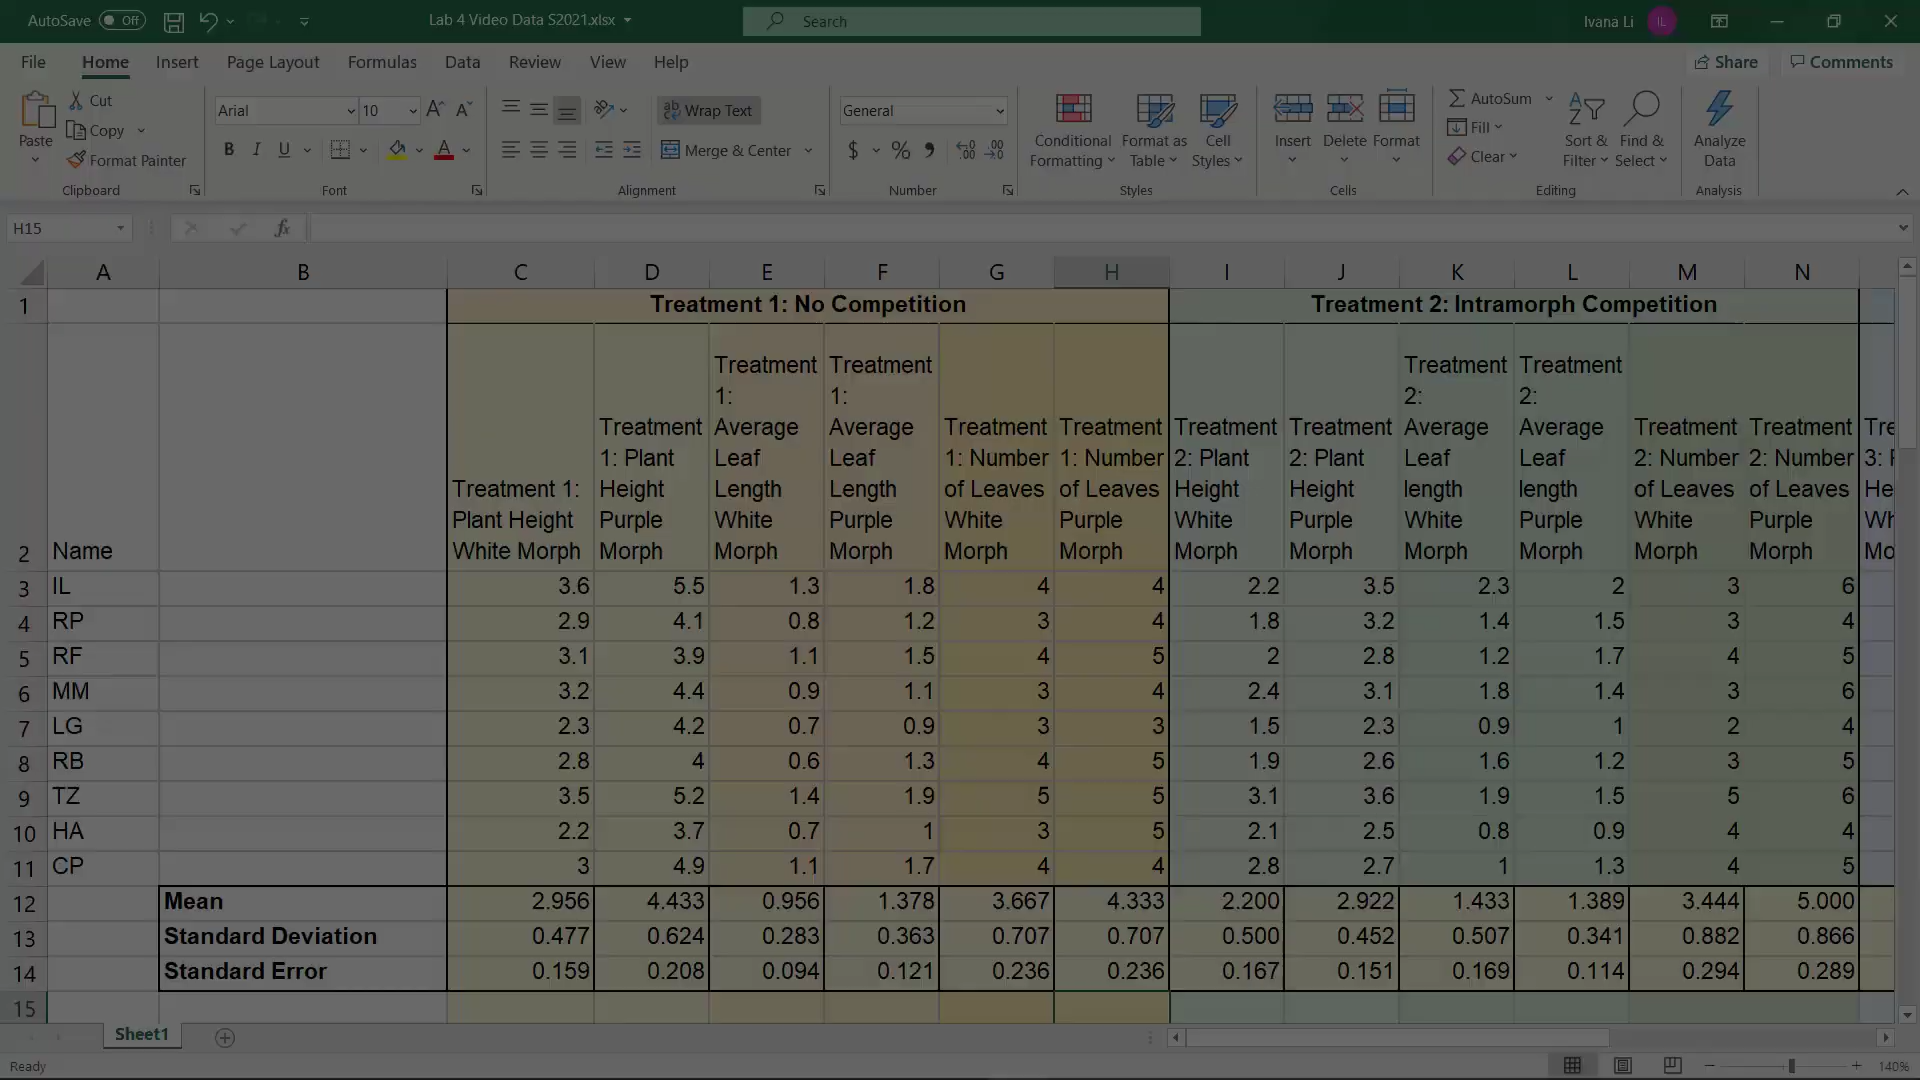 AutoSave Off Lab 4 Video Data S2021.xlsx Search Ivana Li IL
File Home Insert Page Layout Formulas Data Review View Help Share Comments
Paste Cut Copy Format Painter Clipboard
Arial 10 B I U A Font
ab Wrap Text Merge & Center Alignment
General $ % 9 Number
Conditional Formatting Format as Table Cell Styles Styles
Insert Delete Format Cells
AutoSum Fill Clear Sort & Filter Find & Select Editing
Analyze Data Analysis
H15 fx
A B C D E F G H I J K L M N
1 Treatment 1: No Competition Treatment 2: Intramorph Competition
2 Name
Treatment 1: Plant Height White Morph
Treatment 1: Plant Height Purple Morph
Treatment 1: Average Leaf Length White Morph
Treatment 1: Average Leaf Length Purple Morph
Treatment 1: Number of Leaves White Morph
Treatment 1: Number of Leaves Purple Morph
Treatment 2: Plant Height White Morph
Treatment 2: Plant Height Purple Morph
Treatment 2: Average Leaf length White Morph
Treatment 2: Average Leaf length Purple Morph
Treatment 2: Number of Leaves White Morph
Treatment 2: Number of Leaves Purple Morph
3 IL 3.6 5.5 1.3 1.8 4 4 2.2 3.5 2.3 2 3 6
4 RP 2.9 4.1 0.8 1.2 3 4 1.8 3.2 1.4 1.5 3 4
5 RF 3.1 3.9 1.1 1.5 4 5 2 2.8 1.2 1.7 4 5
6 MM 3.2 4.4 0.9 1.1 3 4 2.4 3.1 1.8 1.4 3 6
7 LG 2.3 4.2 0.7 0.9 3 3 1.5 2.3 0.9 1 2 4
8 RB 2.8 4 0.6 1.3 4 5 1.9 2.6 1.6 1.2 3 5
9 TZ 3.5 5.2 1.4 1.9 5 5 3.1 3.6 1.9 1.5 5 6
10 HA 2.2 3.7 0.7 1 3 5 2.1 2.5 0.8 0.9 4 4
11 CP 3 4.9 1.1 1.7 4 4 2.8 2.7 1 1.3 4 5
12 Mean 2.956 4.433 0.956 1.378 3.667 4.333 2.200 2.922 1.433 1.389 3.444 5.000
13 Standard Deviation 0.477 0.624 0.283 0.363 0.707 0.707 0.500 0.452 0.507 0.341 0.882 0.866
14 Standard Error 0.159 0.208 0.094 0.121 0.236 0.236 0.167 0.151 0.169 0.114 0.294 0.289
15
Sheet1
Ready 140%